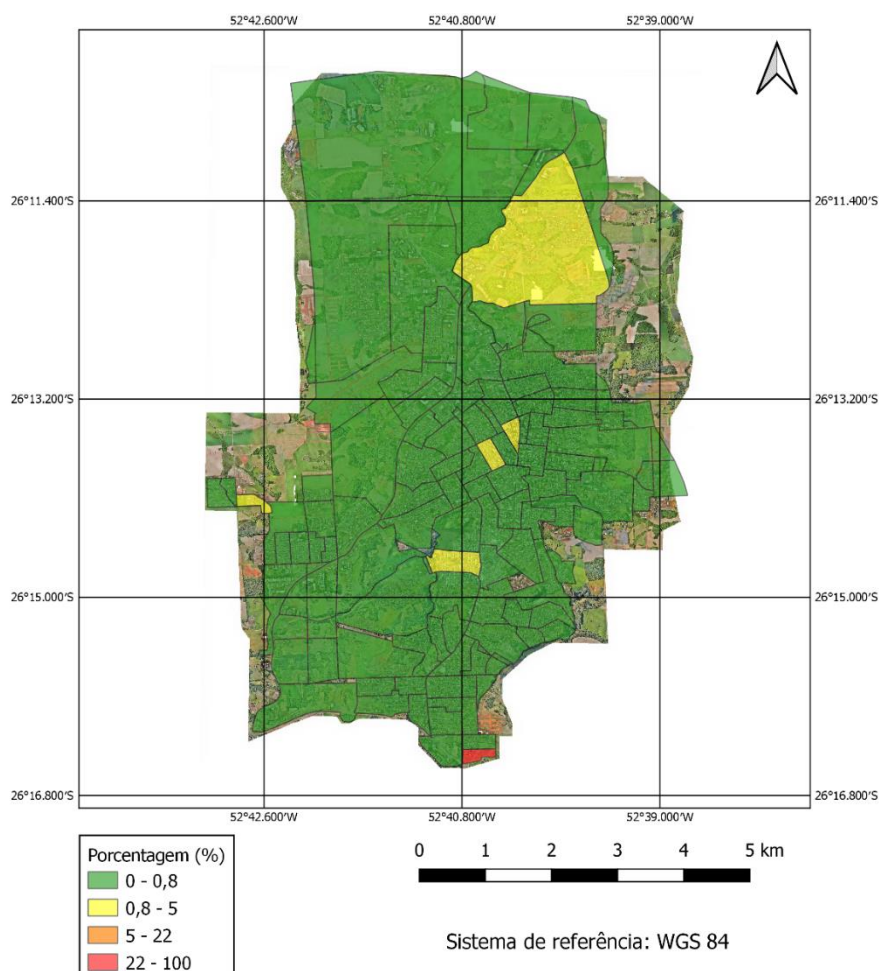 52°42.600'W 52°40.800'W 52°39.000'W
26°11.400'S 26°11.400'S
26°13.200'S 26°13.200'S
26°15.000'S 26°15.000'S
26°16.800'S 26°16.800'S
52°42.600'W 52°40.800'W 52°39.000'W
Porcentagem (%)
0 - 0,8
0,8 - 5
5 - 22
22 - 100
0 1 2 3 4 5 km
Sistema de referência: WGS 84